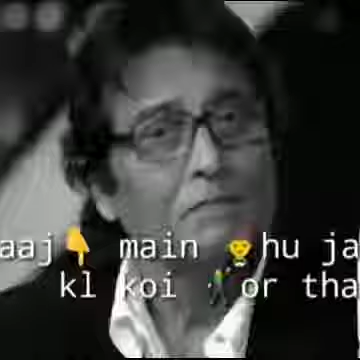 aaj👇 main 🧔hu ja
kl koi 🕺or tha